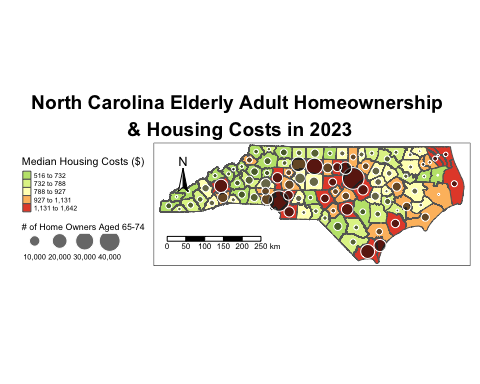 North Carolina Elderly Adult Homeownership
& Housing Costs in 2023
Median Housing Costs ($)
516 to 732
732 to 788
788 to 927
927 to 1,131
1,131 to 1,642
# of Home Owners Aged 65-74
10,000 20,000 30,000 40,000
N
0 50 100 150 200 250 km